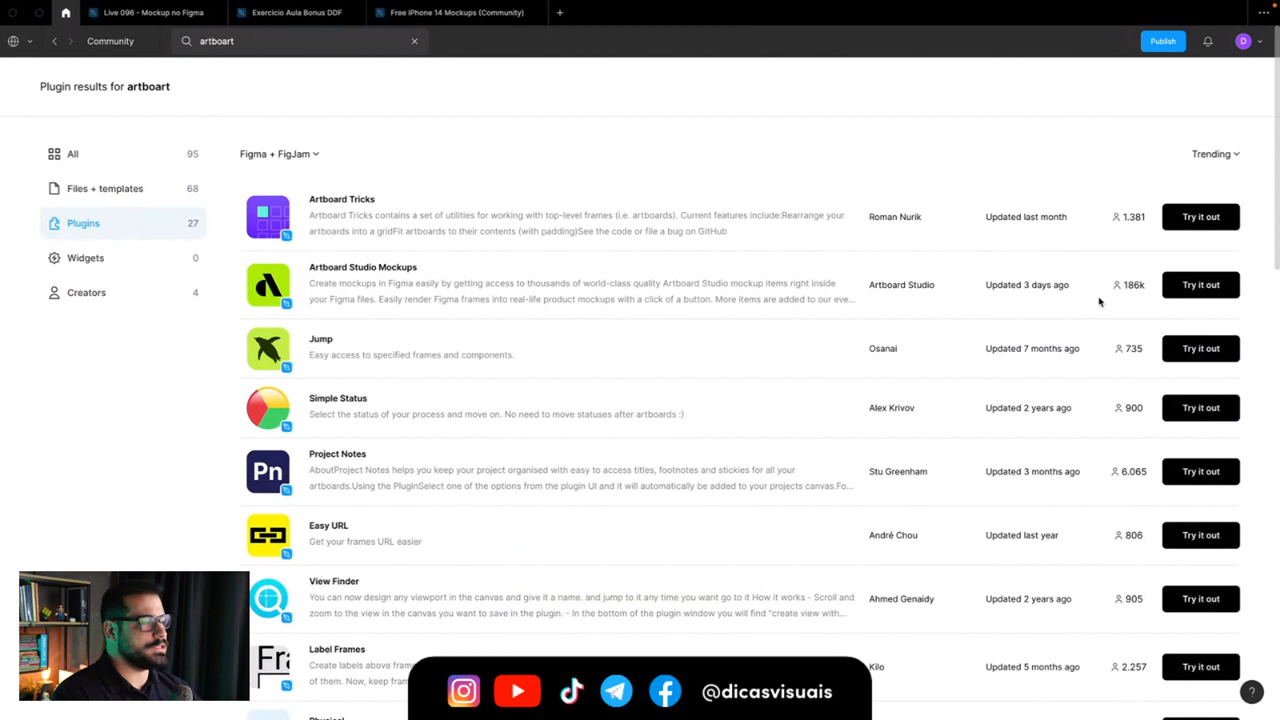 Live 096 - Mockup no Figma
Exercício Aula Bonus DDF
Free iPhone 14 Mockups (Community)
Community
artboart
Publish
D
Plugin results for artboart
All 95
Files + templates 68
Plugins 27
Widgets 0
Creators 4
Figma + FigJam
Trending
Artboard Tricks
Artboard Tricks contains a set of utilities for working with top-level frames (i.e. artboards). Current features include:Rearrange your
artboards into a gridFit artboards to their contents (with padding)See the code or file a bug on GitHub
Roman Nurik
Updated last month
1.381
Try it out
Artboard Studio Mockups
Create mockups in Figma easily by getting access to thousands of world-class quality Artboard Studio mockup items right inside
your Figma files. Easily render Figma frames into real-life product mockups with a click of a button. More items are added to our eve...
Artboard Studio
Updated 3 days ago
186k
Try it out
Jump
Easy access to specified frames and components.
Osanai
Updated 7 months ago
735
Try it out
Simple Status
Select the status of your process and move on. No need to move statuses after artboards :)
Alex Krivov
Updated 2 years ago
900
Try it out
Pn
Project Notes
AboutProject Notes helps you keep your project organised with easy to access titles, footnotes and stickies for all your
artboards.Using the PluginSelect one of the options from the plugin UI and it will automatically be added to your projects canvas.Fo...
Stu Greenham
Updated 3 months ago
6.065
Try it out
Easy URL
Get your frames URL easier
André Chou
Updated last year
806
Try it out
View Finder
You can now design any viewport in the canvas and give it a name. and jump to it any time you want go to it How it works - Scroll and
zoom to the view in the canvas you want to save in the plugin. - In the bottom of the plugin window you will find "create view with...
Ahmed Genaidy
Updated 2 years ago
905
Try it out
Fr
Label Frames
Create labels above fram
of them. Now, keep fram
Kilo
Updated 5 months ago
2.257
Try it out
@dicasvisuais
?